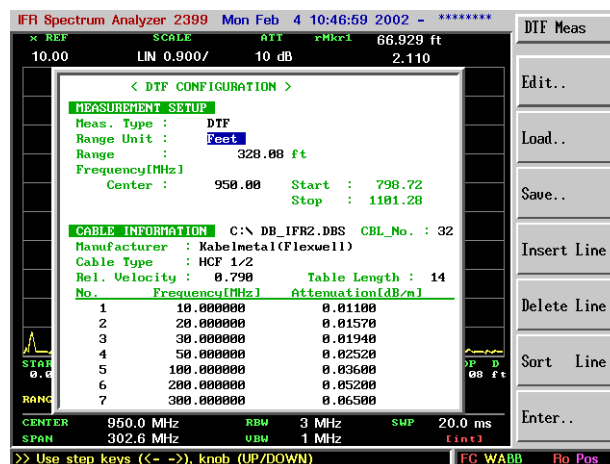 IFR Spectrum Analyzer 2399 Mon Feb 4 10:46:59 2002 - ********
DTF Meas
× REF SCALE ATT rMkr1 66.929 ft
10.00 LIN 0.900/ 10 dB 2.110
< DTF CONFIGURATION >
MEASUREMENT SETUP
Meas. Type : DTF
Range Unit : Feet
Range : 328.08 ft
Frequency[MHz]
Center : 950.00 Start : 798.72
Stop : 1101.28
CABLE INFORMATION C:\ DB_IFR2.DBS CBL_No. : 32
Manufacturer : Kabelmetal(Flexwell)
Cable Type : HCF 1/2
Rel. Velocity : 0.790 Table Length : 14
No. Frequency[MHz] Attenuation[dB/m]
1 10.000000 0.01100
2 20.000000 0.01570
3 30.000000 0.01940
4 50.000000 0.02520
5 100.000000 0.03600
6 200.000000 0.05200
7 300.000000 0.06500
STAR OP D
0.0 08 ft
RANG
CENTER 950.0 MHz RBW 3 MHz SWP 20.0 ms
SPAN 302.6 MHz VBW 1 MHz [int]
>> Use step keys (<- ->), knob (UP/DOWN) FC WABB Ro Pos
Edit..
Load..
Save..
Insert Line
Delete Line
Sort Line
Enter..